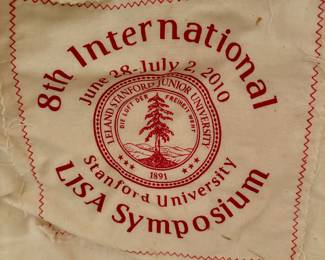 8th International
June 28-July 2 2010
LELAND STANFORD JUNIOR UNIVERSITY
DIE LUFT DER FREIHEIT WEHT
1891
Stanford University
LISA Symposium